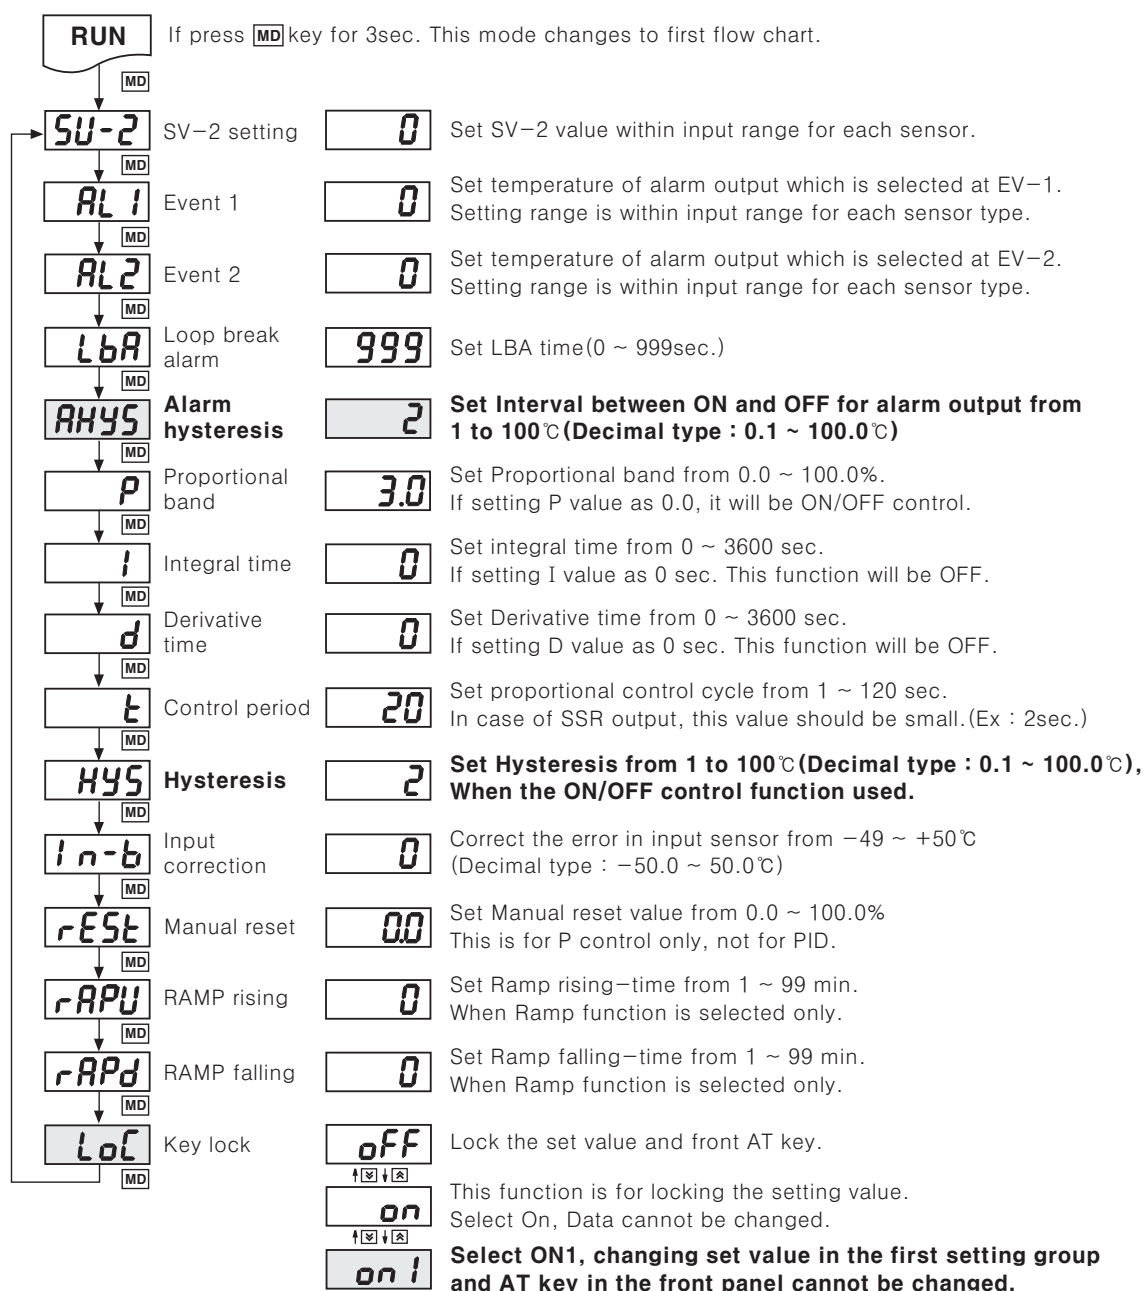 RUN If press MD key for 3sec. This mode changes to first flow chart.
MD
SV-2 SV−2 setting 0 Set SV−2 value within input range for each sensor.
MD
AL1 Event 1 0 Set temperature of alarm output which is selected at EV−1.
Setting range is within input range for each sensor type.
MD
AL2 Event 2 0 Set temperature of alarm output which is selected at EV−2.
Setting range is within input range for each sensor type.
MD
LbA Loop break
alarm 999 Set LBA time(0 ~ 999sec.)
MD
AHYS Alarm
hysteresis 2 Set Interval between ON and OFF for alarm output from
1 to 100℃(Decimal type : 0.1 ~ 100.0℃)
MD
P Proportional
band 3.0 Set Proportional band from 0.0 ~ 100.0%.
If setting P value as 0.0, it will be ON/OFF control.
MD
I Integral time 0 Set integral time from 0 ~ 3600 sec.
If setting I value as 0 sec. This function will be OFF.
MD
d Derivative
time 0 Set Derivative time from 0 ~ 3600 sec.
If setting D value as 0 sec. This function will be OFF.
MD
t Control period 20 Set proportional control cycle from 1 ~ 120 sec.
In case of SSR output, this value should be small.(Ex : 2sec.)
MD
HYS Hysteresis 2 Set Hysteresis from 1 to 100℃(Decimal type : 0.1 ~ 100.0℃),
When the ON/OFF control function used.
MD
In-b Input
correction 0 Correct the error in input sensor from −49 ~ +50℃
(Decimal type : −50.0 ~ 50.0℃)
MD
rESt Manual reset 0.0 Set Manual reset value from 0.0 ~ 100.0%
This is for P control only, not for PID.
MD
rAPU RAMP rising 0 Set Ramp rising−time from 1 ~ 99 min.
When Ramp function is selected only.
MD
rAPd RAMP falling 0 Set Ramp falling−time from 1 ~ 99 min.
When Ramp function is selected only.
MD
LoC Key lock oFF Lock the set value and front AT key.
MD
on This function is for locking the setting value.
Select On, Data cannot be changed.
on1 Select ON1, changing set value in the first setting group
and AT key in the front panel cannot be changed.